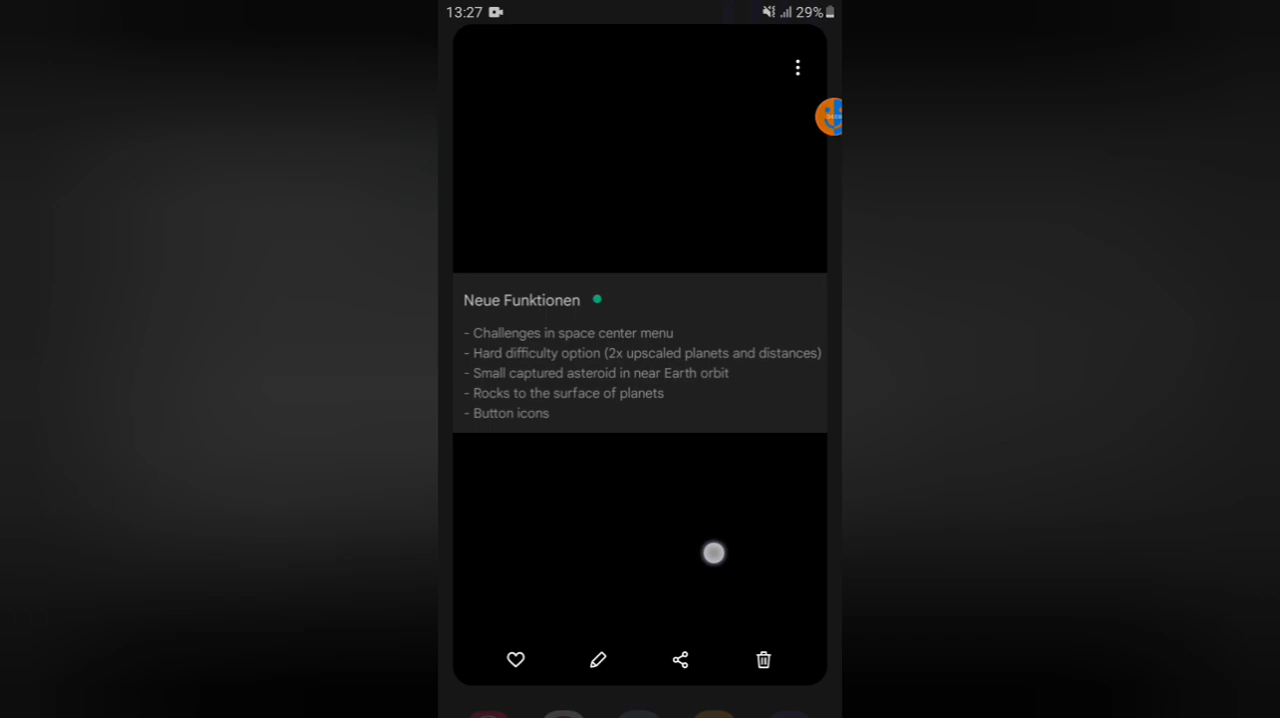 13:27
29%
Neue Funktionen
- Challenges in space center menu
- Hard difficulty option (2x upscaled planets and distances)
- Small captured asteroid in near Earth orbit
- Rocks to the surface of planets
- Button icons